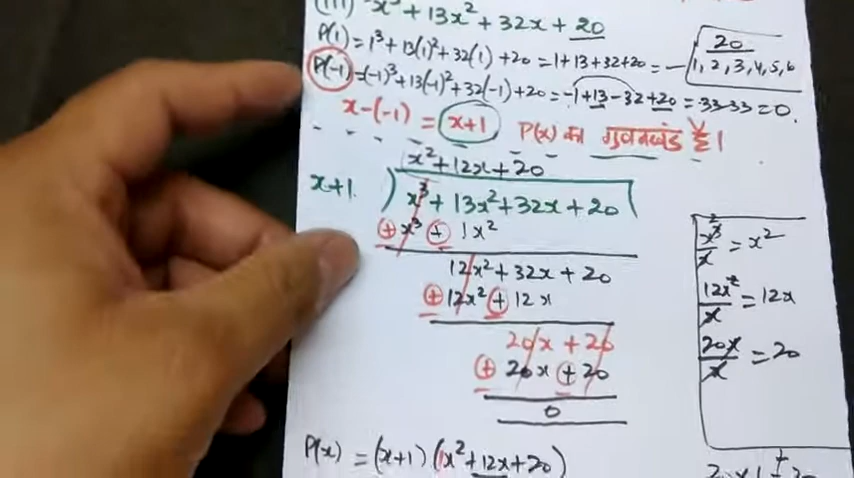 (iii) x³ + 13x² + 32x + 20
P(1) = 1³ + 13(1)² + 32(1) + 20 = 1 + 13 + 32 + 20 =
20
1, 2, 3, 4, 5, 6
P(-1) = (-1)³ + 13(-1)² + 32(-1) + 20 = -1 + 13 - 32 + 20 = 33-33 = 0.
x - (-1) = x+1 P(x) का गुणनखंड है।
x² + 12x + 20
x+1 ) x³ + 13x² + 32x + 20
+ x³ + 1x²
12x² + 32x + 20
+ 12x² + 12x
20x + 20
+ 20x + 20
0
x³/x = x²
12x²/x = 12x
20x/x = 20
P(x) = (x+1) (x² + 12x + 20)